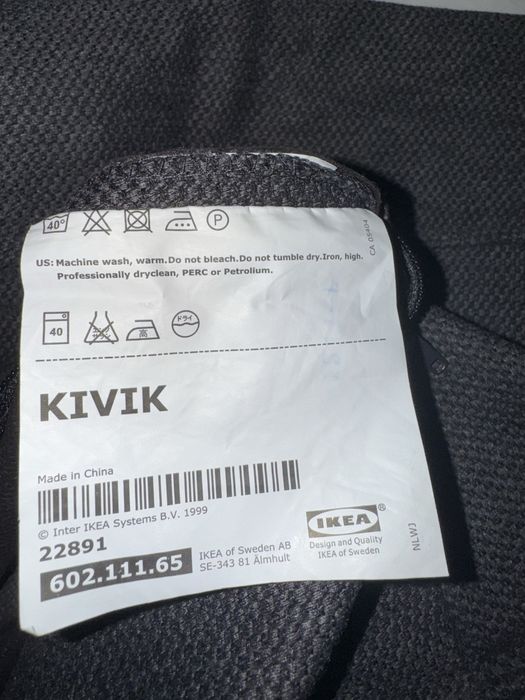 40°
P
CA 05404
US: Machine wash, warm.Do not bleach.Do not tumble dry.Iron, high.
Professionally dryclean, PERC or Petrolium.
40
高
ドライ
KIVIK
Made in China
© Inter IKEA Systems B.V. 1999
22891
602.111.65
IKEA of Sweden AB
SE-343 81 Älmhult
IKEA®
Design and Quality
IKEA of Sweden
NLWJ